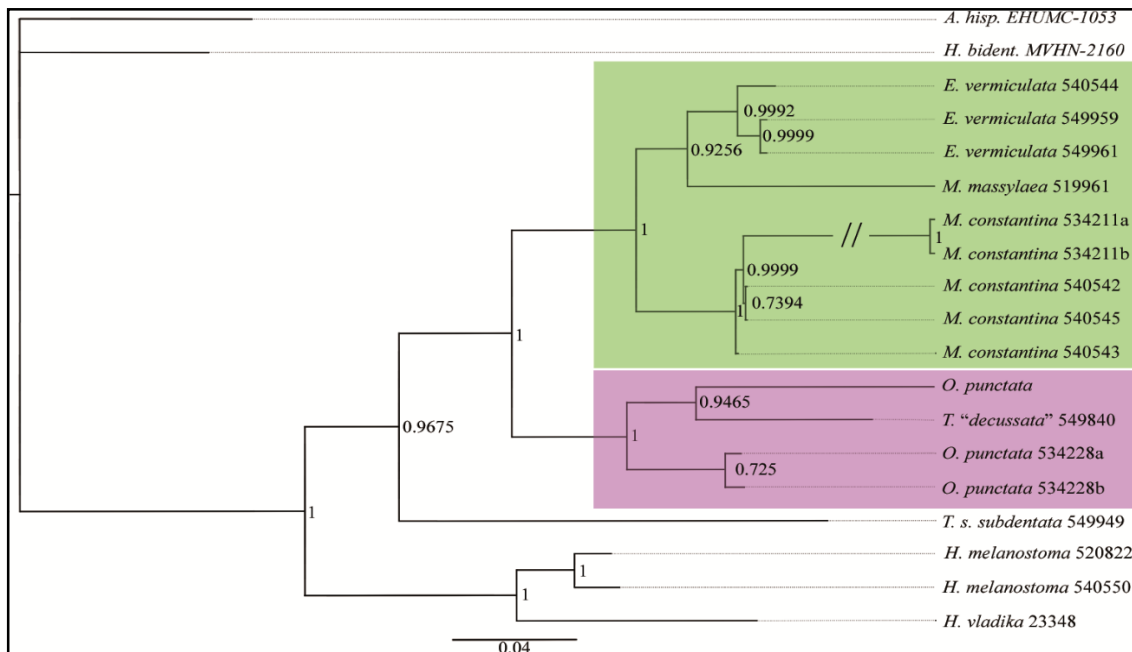 A. hisp. EHUMC-1053
H. bident. MVHN-2160
E. vermiculata 540544
0.9992
E. vermiculata 549959
0.9999
0.9256
E. vermiculata 549961
M. massylaea 519961
M. constantina 534211a
1
1
//
M. constantina 534211b
0.9999
M. constantina 540542
1
0.7394
M. constantina 540545
1
M. constantina 540543
O. punctata
0.9465
T. “decussata” 549840
0.9675
1
O. punctata 534228a
0.725
O. punctata 534228b
1
T. s. subdentata 549949
H. melanostoma 520822
1
H. melanostoma 540550
1
H. vladika 23348
0.04